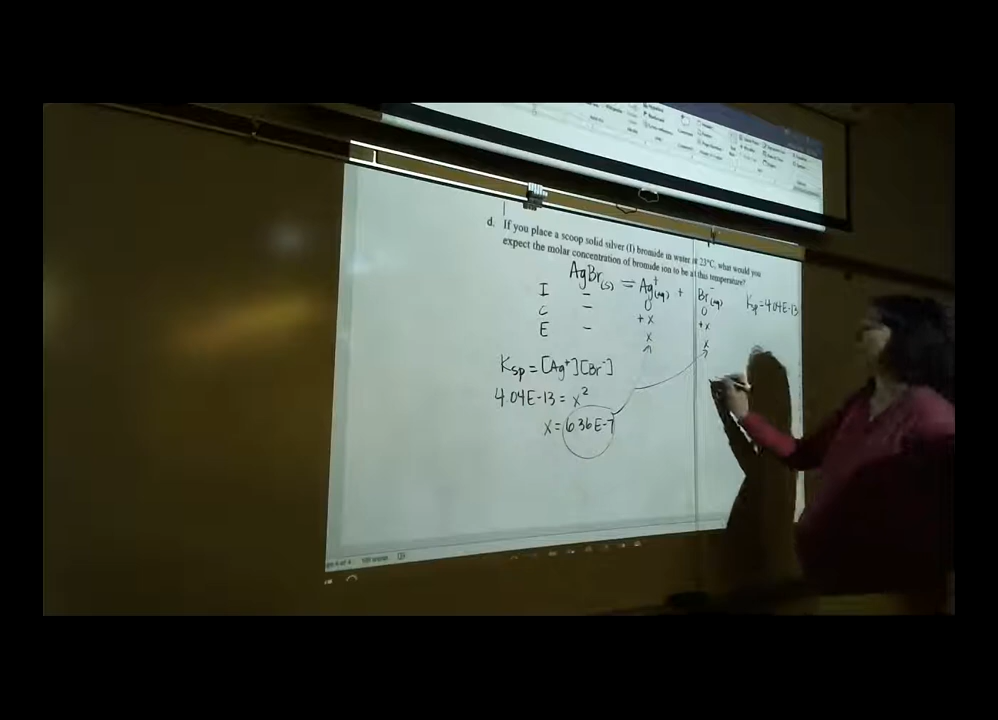 d. If you place a scoop solid silver (I) bromide in water at 23°C, what would you
expect the molar concentration of bromide ion to be at this temperature?
AgBr(s) = Ag+(aq) + Br-(aq) Ksp=4.04E-13
I - 0 0
C - +x +x
E - x x
Ksp = [Ag+][Br-]
4.04E-13 = x²
x = 6.36E-7